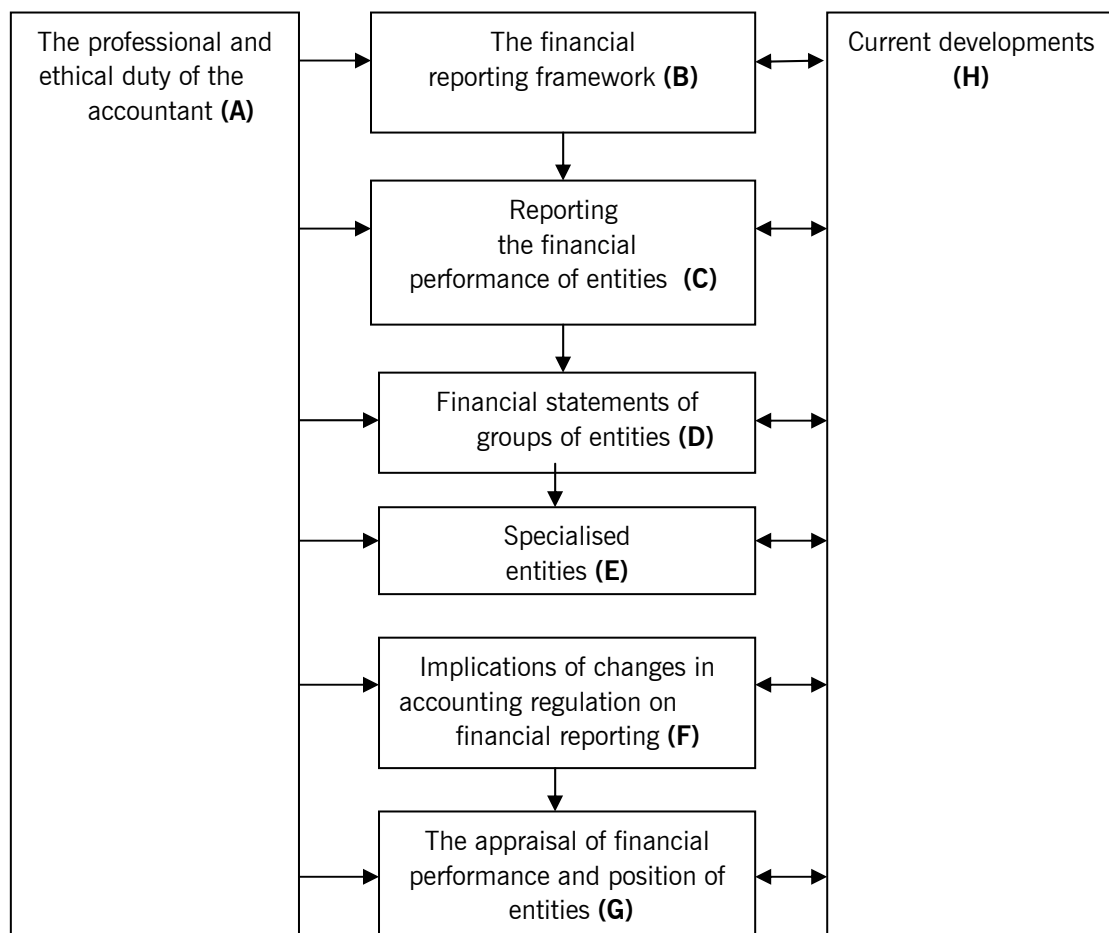 The professional and
ethical duty of the
accountant (A)
The financial
reporting framework (B)
Current developments
(H)
Reporting
the financial
performance of entities (C)
Financial statements of
groups of entities (D)
Specialised
entities (E)
Implications of changes in
accounting regulation on
financial reporting (F)
The appraisal of financial
performance and position of
entities (G)